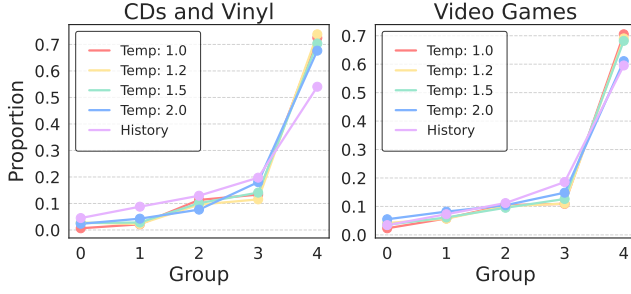 CDs and Vinyl
Proportion
0.7
0.6
0.5
0.4
0.3
0.2
0.1
0.0
Temp: 1.0
Temp: 1.2
Temp: 1.5
Temp: 2.0
History
0 1 2 3 4
Group
Video Games
0.7
0.6
0.5
0.4
0.3
0.2
0.1
0.0
Temp: 1.0
Temp: 1.2
Temp: 1.5
Temp: 2.0
History
0 1 2 3 4
Group